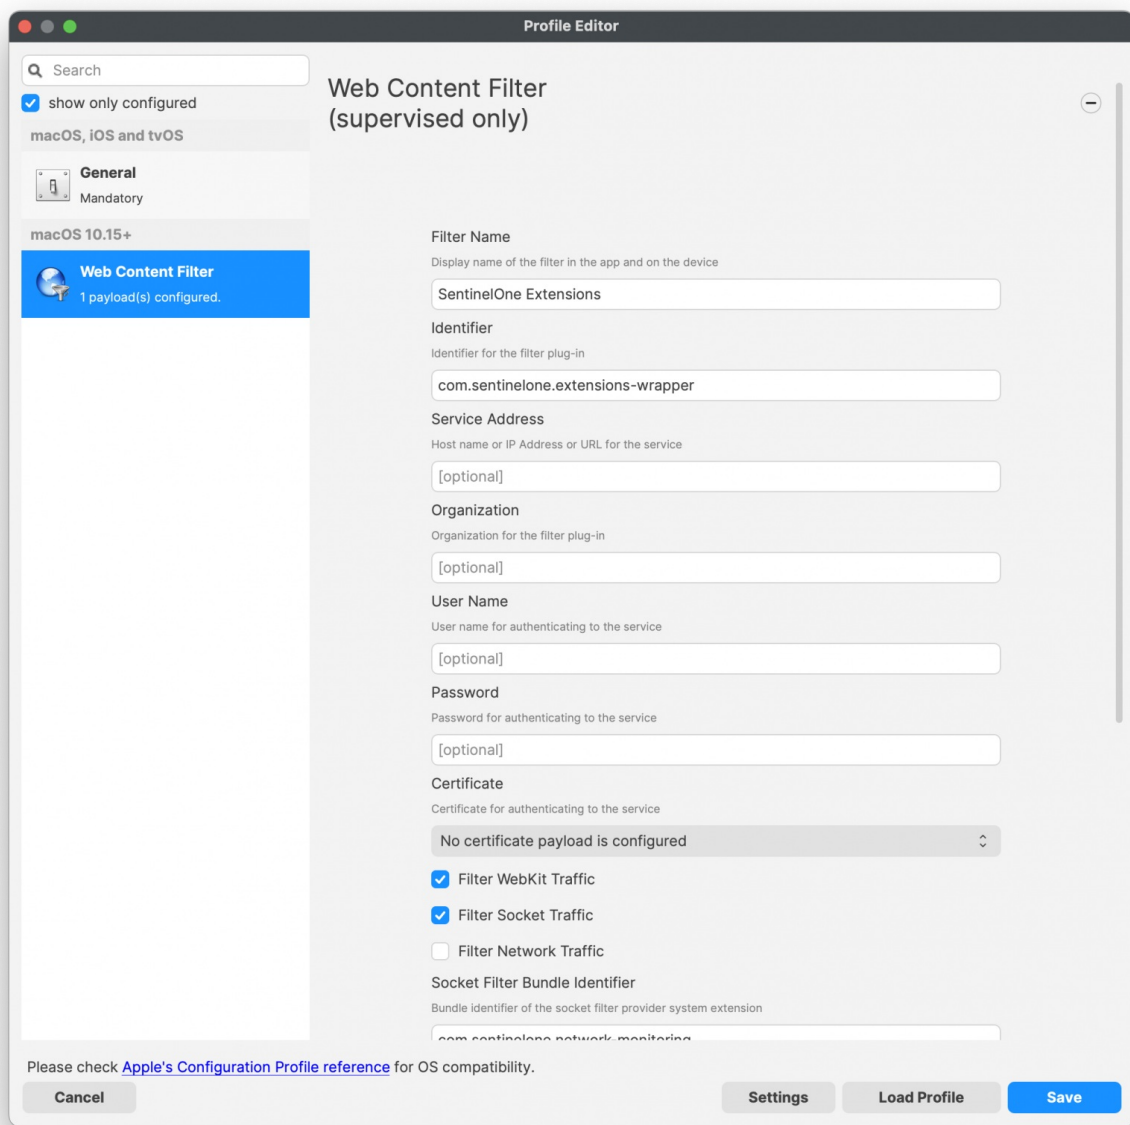 Profile Editor
Search
show only configured
macOS, iOS and tvOS
General
Mandatory
macOS 10.15+
Web Content Filter
1 payload(s) configured.
Web Content Filter
(supervised only)
Filter Name
Display name of the filter in the app and on the device
SentinelOne Extensions
Identifier
Identifier for the filter plug-in
com.sentinelone.extensions-wrapper
Service Address
Host name or IP Address or URL for the service
[optional]
Organization
Organization for the filter plug-in
[optional]
User Name
User name for authenticating to the service
[optional]
Password
Password for authenticating to the service
[optional]
Certificate
Certificate for authenticating to the service
No certificate payload is configured
Filter WebKit Traffic
Filter Socket Traffic
Filter Network Traffic
Socket Filter Bundle Identifier
Bundle identifier of the socket filter provider system extension
com.sentinelone.network-monitoring
Please check Apple's Configuration Profile reference for OS compatibility.
Cancel
Settings
Load Profile
Save